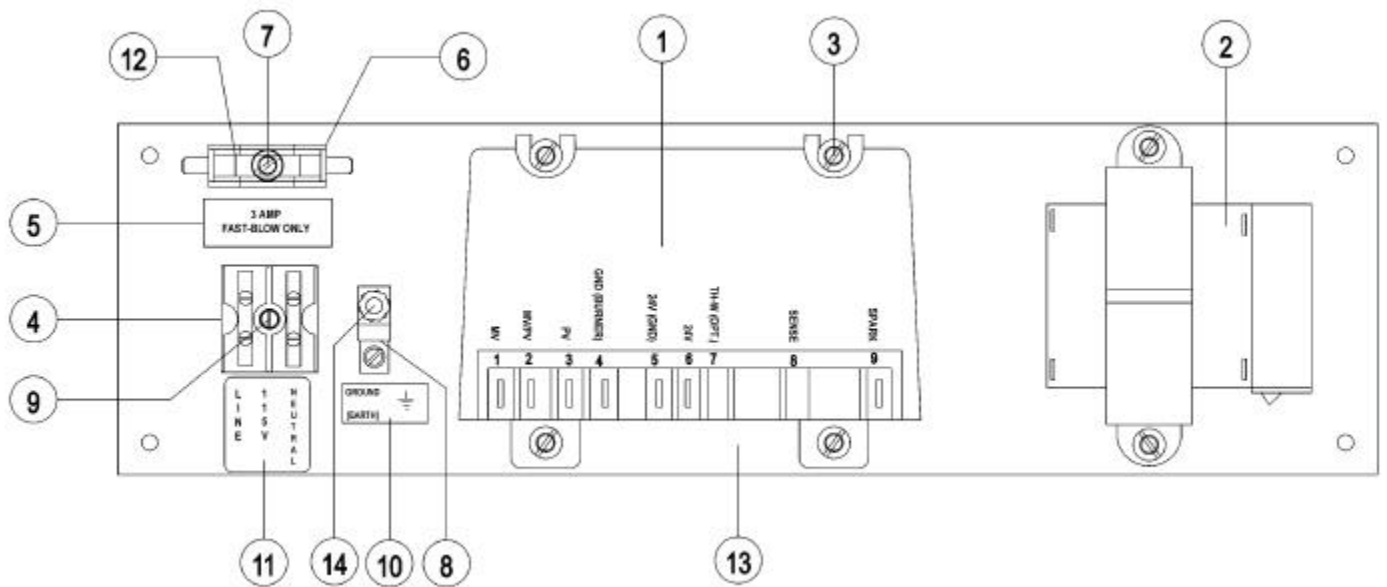 7
12
6
1
3
2
5
3 AMP
FAST-BLOW ONLY
4
9
LINE
115V
NEUTRAL
GROUND
(EARTH)
MV
MV/PV
PV
GND (BURNER)
24V (GND)
24V
TH-W (OPT.)
SENSE
SPARK
1 2 3 4 5 6 7 8 9
11
14
10
8
13